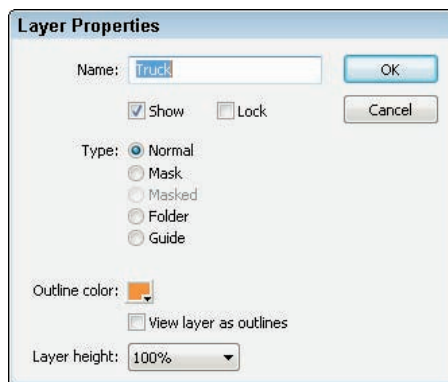 Layer Properties
Name: Truck OK
Show Lock Cancel
Type: Normal
Mask
Masked
Folder
Guide
Outline color:
View layer as outlines
Layer height: 100%